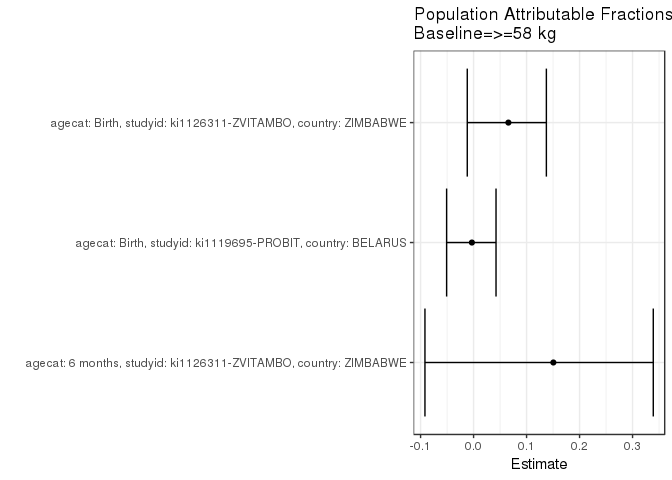 Population Attributable Fractions
Baseline=>=58 kg
agecat: Birth, studyid: ki1126311-ZVITAMBO, country: ZIMBABWE
agecat: Birth, studyid: ki1119695-PROBIT, country: BELARUS
agecat: 6 months, studyid: ki1126311-ZVITAMBO, country: ZIMBABWE
-0.1 0.0 0.1 0.2 0.3
Estimate